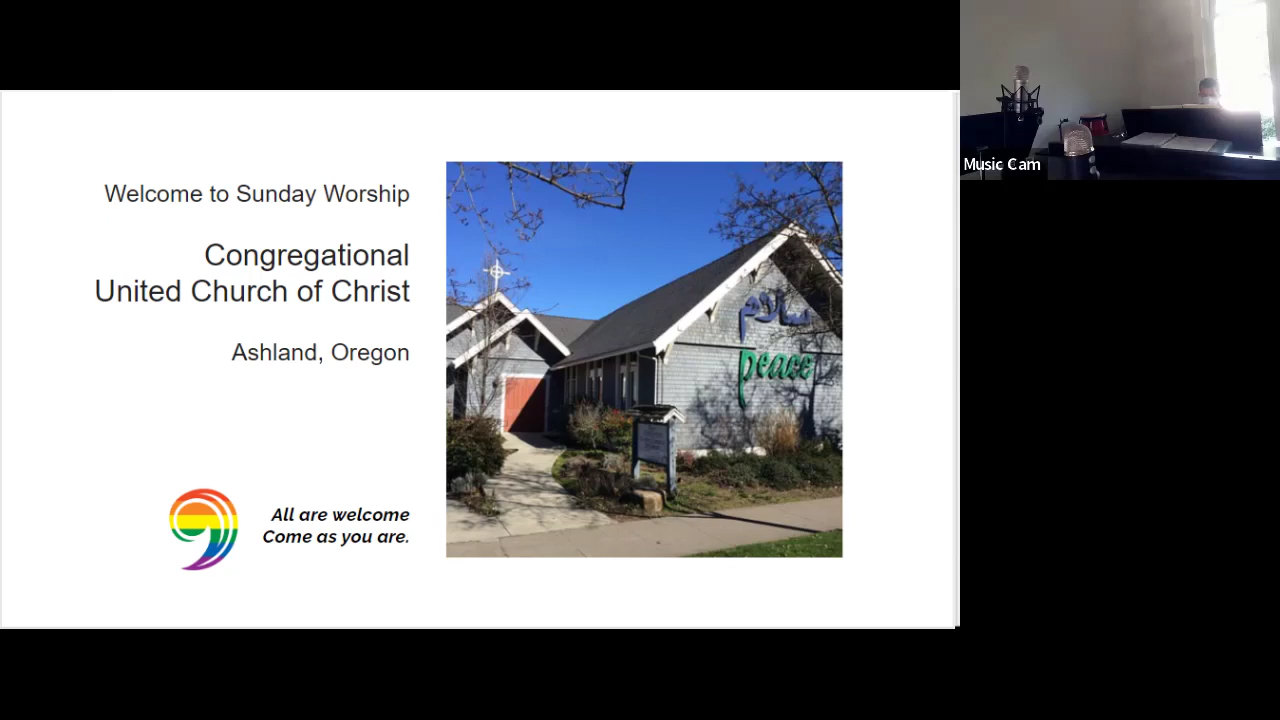 Welcome to Sunday Worship
Congregational
United Church of Christ
Ashland, Oregon
All are welcome
Come as you are.
سلام
peace
Music Cam